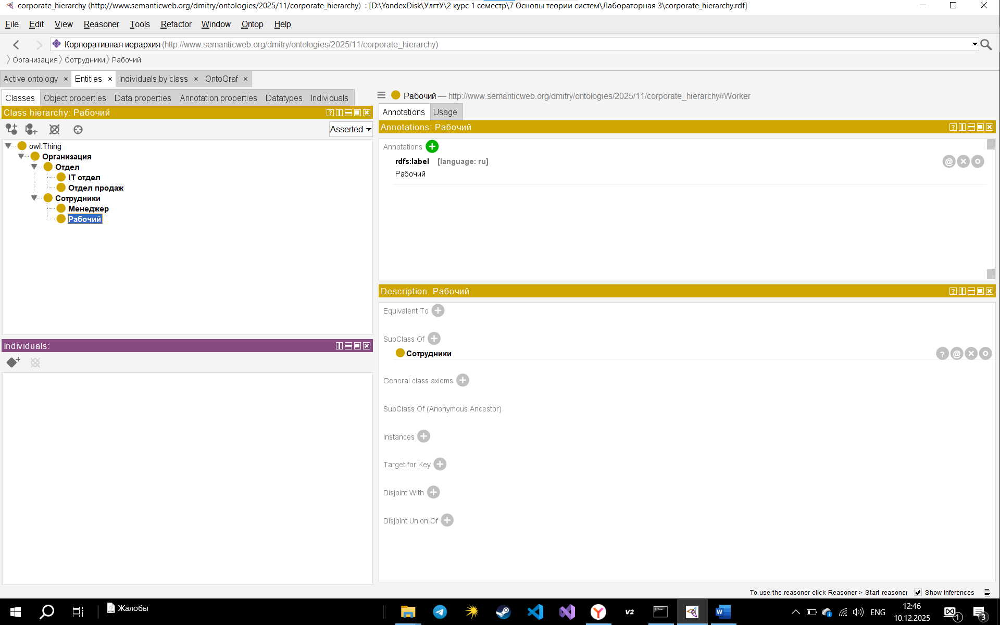 corporate_hierarchy (http://www.semanticweb.org/dmitry/ontologies/2025/11/corporate_hierarchy) : [D:\YandexDisk\УлгтУ\2 курс 1 семестр\7 Основы теории систем\Лабораторная 3\corporate_hierarchy.rdf]
File Edit View Reasoner Tools Refactor Window Ontop Help
Корпоративная иерархия (http://www.semanticweb.org/dmitry/ontologies/2025/11/corporate_hierarchy)
Организация Сотрудники Рабочий
Active ontology × Entities × Individuals by class × OntoGraf ×
Classes Object properties Data properties Annotation properties Datatypes Individuals
Class hierarchy: Рабочий
Asserted
owl:Thing
Организация
Отдел
IT отдел
Отдел продаж
Сотрудники
Менеджер
Рабочий
Individuals:
Рабочий — http://www.semanticweb.org/dmitry/ontologies/2025/11/corporate_hierarchy#Worker
Annotations Usage
Annotations: Рабочий
Annotations
rdfs:label [language: ru]
Рабочий
Description: Рабочий
Equivalent To
SubClass Of
Сотрудники
General class axioms
SubClass Of (Anonymous Ancestor)
Instances
Target for Key
Disjoint With
Disjoint Union Of
To use the reasoner click Reasoner > Start reasoner Show Inferences
Жалобы
V2
ENG
12:46
10.12.2025
1
3